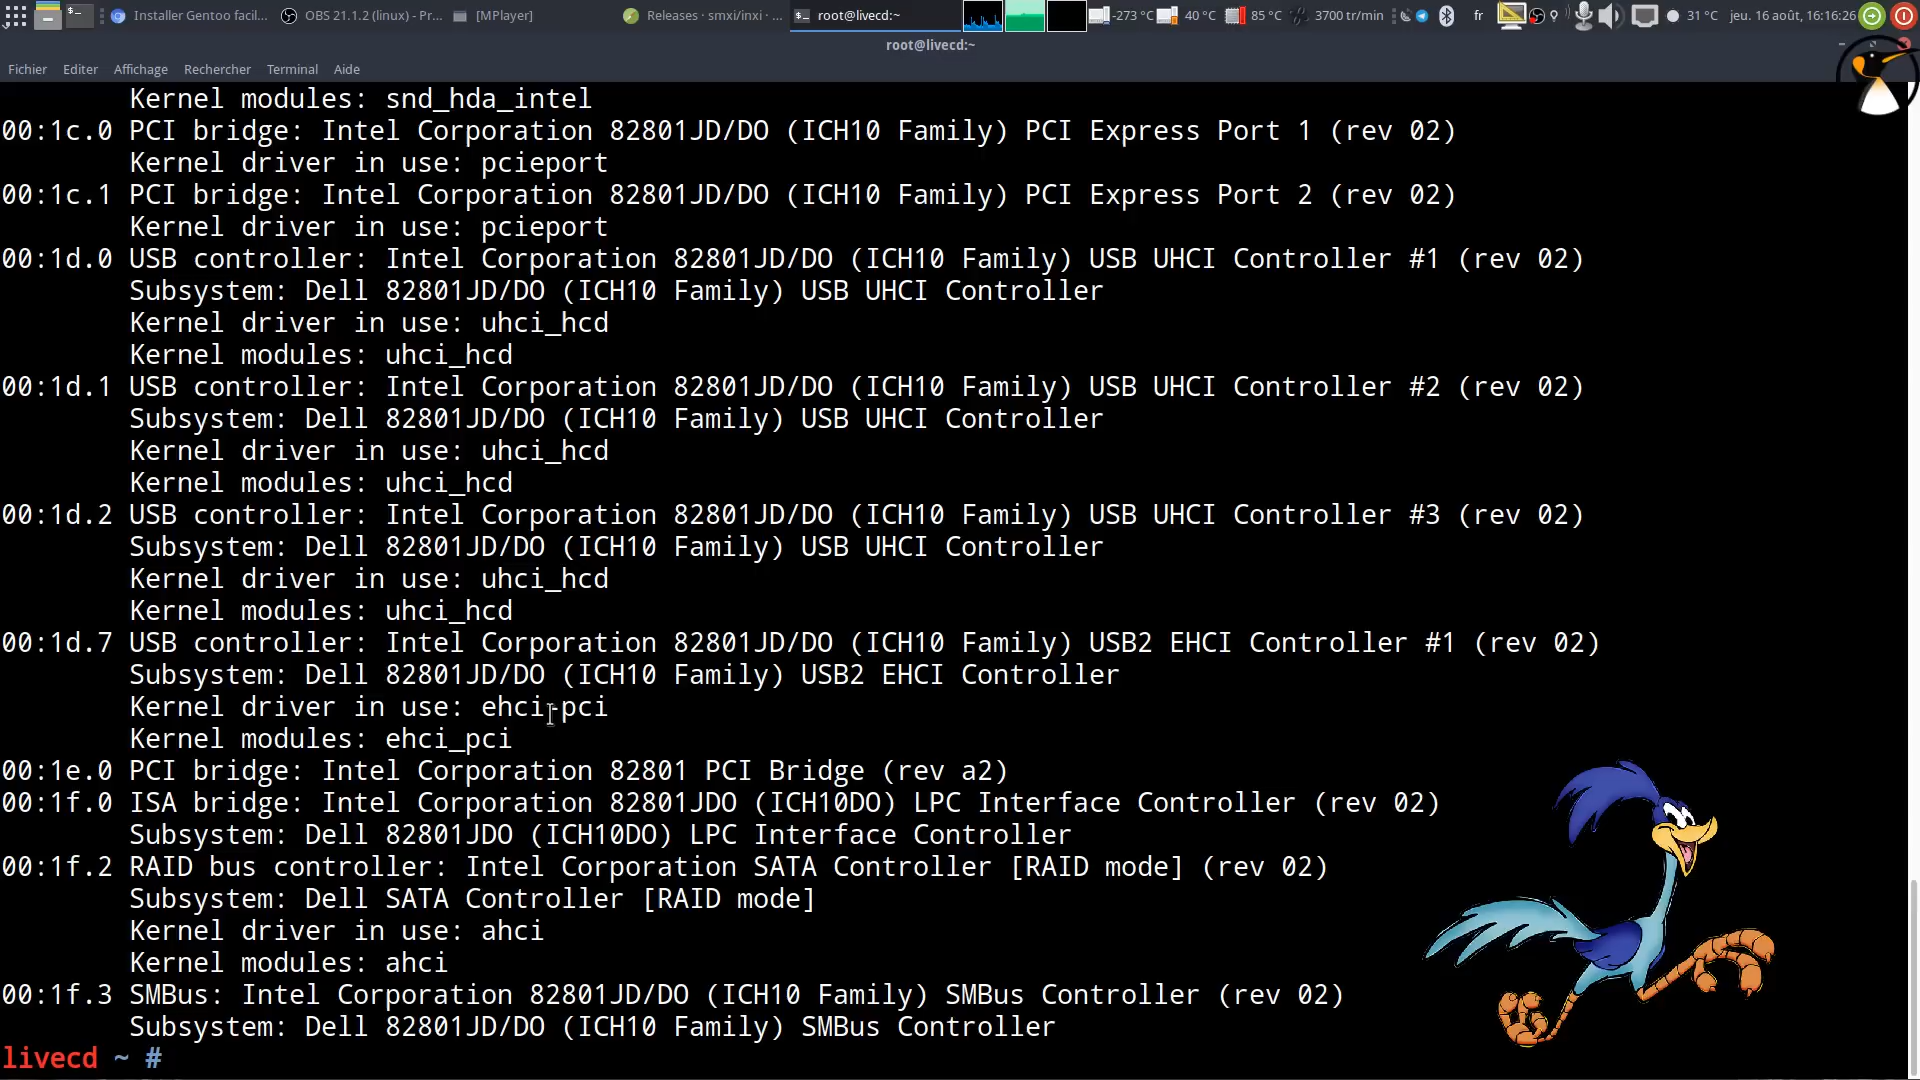 Installer Gentoo facil...
OBS 21.1.2 (linux) - Pr...
[MPlayer]
Releases · smxi/inxi · ...
root@livecd:~
-273 °C
40 °C
85 °C
3700 tr/min
fr
31 °C
jeu. 16 août, 16:16:26
root@livecd:~
Fichier Editer Affichage Rechercher Terminal Aide
Kernel modules: snd_hda_intel
00:1c.0 PCI bridge: Intel Corporation 82801JD/DO (ICH10 Family) PCI Express Port 1 (rev 02)
Kernel driver in use: pcieport
00:1c.1 PCI bridge: Intel Corporation 82801JD/DO (ICH10 Family) PCI Express Port 2 (rev 02)
Kernel driver in use: pcieport
00:1d.0 USB controller: Intel Corporation 82801JD/DO (ICH10 Family) USB UHCI Controller #1 (rev 02)
Subsystem: Dell 82801JD/DO (ICH10 Family) USB UHCI Controller
Kernel driver in use: uhci_hcd
Kernel modules: uhci_hcd
00:1d.1 USB controller: Intel Corporation 82801JD/DO (ICH10 Family) USB UHCI Controller #2 (rev 02)
Subsystem: Dell 82801JD/DO (ICH10 Family) USB UHCI Controller
Kernel driver in use: uhci_hcd
Kernel modules: uhci_hcd
00:1d.2 USB controller: Intel Corporation 82801JD/DO (ICH10 Family) USB UHCI Controller #3 (rev 02)
Subsystem: Dell 82801JD/DO (ICH10 Family) USB UHCI Controller
Kernel driver in use: uhci_hcd
Kernel modules: uhci_hcd
00:1d.7 USB controller: Intel Corporation 82801JD/DO (ICH10 Family) USB2 EHCI Controller #1 (rev 02)
Subsystem: Dell 82801JD/DO (ICH10 Family) USB2 EHCI Controller
Kernel driver in use: ehci-pci
Kernel modules: ehci_pci
00:1e.0 PCI bridge: Intel Corporation 82801 PCI Bridge (rev a2)
00:1f.0 ISA bridge: Intel Corporation 82801JDO (ICH10DO) LPC Interface Controller (rev 02)
Subsystem: Dell 82801JDO (ICH10DO) LPC Interface Controller
00:1f.2 RAID bus controller: Intel Corporation SATA Controller [RAID mode] (rev 02)
Subsystem: Dell SATA Controller [RAID mode]
Kernel driver in use: ahci
Kernel modules: ahci
00:1f.3 SMBus: Intel Corporation 82801JD/DO (ICH10 Family) SMBus Controller (rev 02)
Subsystem: Dell 82801JD/DO (ICH10 Family) SMBus Controller
livecd ~ #